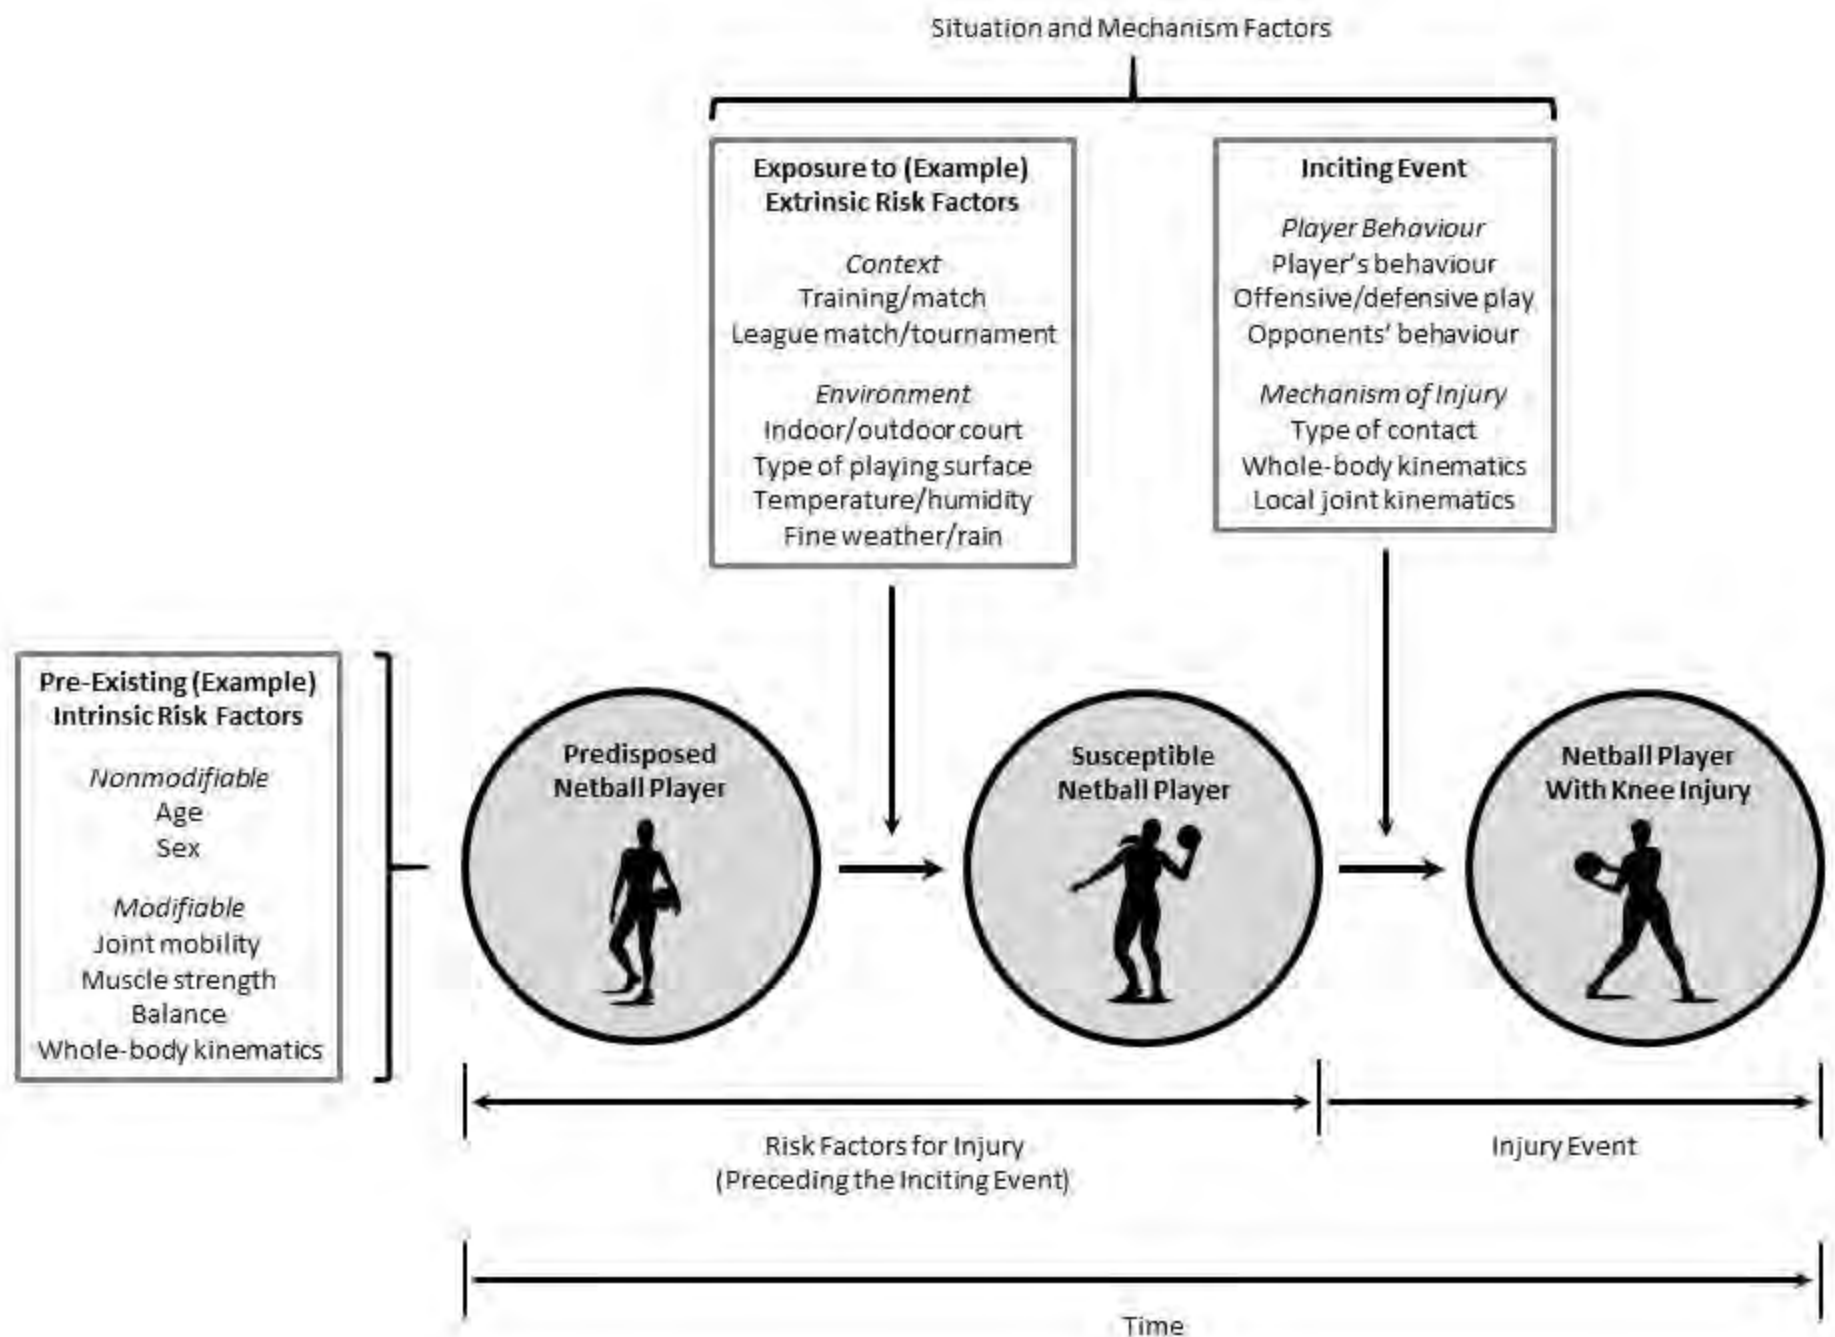 Situation and Mechanism Factors
Exposure to (Example)
Extrinsic Risk Factors
Context
Training/match
League match/tournament
Environment
Indoor/outdoor court
Type of playing surface
Temperature/humidity
Fine weather/rain
Inciting Event
Player Behaviour
Player's behaviour
Offensive/defensive play
Opponents' behaviour
Mechanism of Injury
Type of contact
Whole-body kinematics
Local joint kinematics
Pre-Existing (Example)
Intrinsic Risk Factors
Nonmodifiable
Age
Sex
Modifiable
Joint mobility
Muscle strength
Balance
Whole-body kinematics
Predisposed
Netball Player
Susceptible
Netball Player
Netball Player
With Knee Injury
Risk Factors for Injury
(Preceding the Inciting Event)
Injury Event
Time